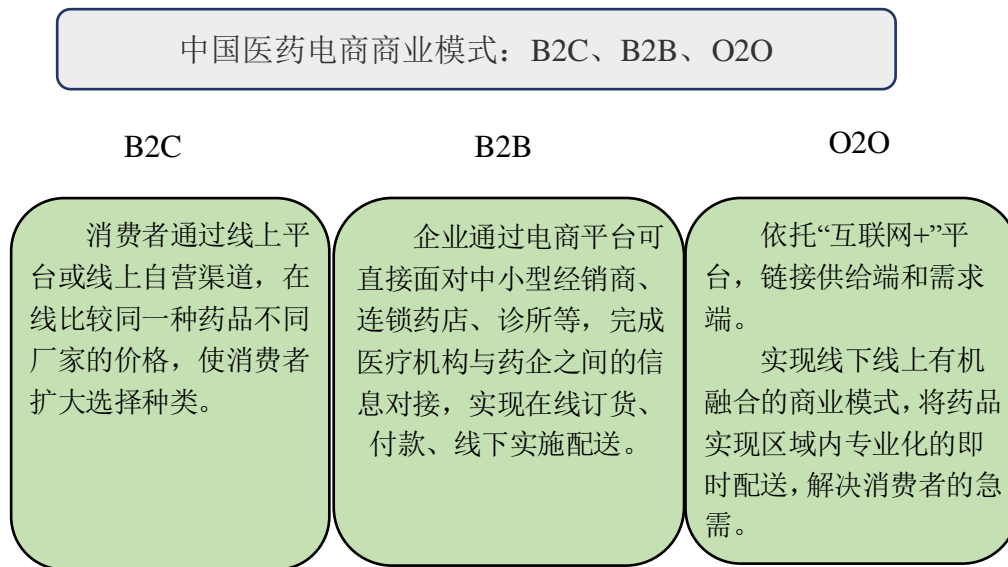 中国医药电商商业模式：B2C、B2B、O2O
B2C
消费者通过线上平
台或线上自营渠道，在
线比较同一种药品不同
厂家的价格，使消费者
扩大选择种类。
B2B
企业通过电商平台可
直接面对中小型经销商、
连锁药店、诊所等，完成
医疗机构与药企之间的信
息对接，实现在线订货、
付款、线下实施配送。
O2O
依托“互联网+”平
台，链接供给端和需求
端。
实现线下线上有机
融合的商业模式，将药品
实现区域内专业化的即
时配送，解决消费者的急
需。